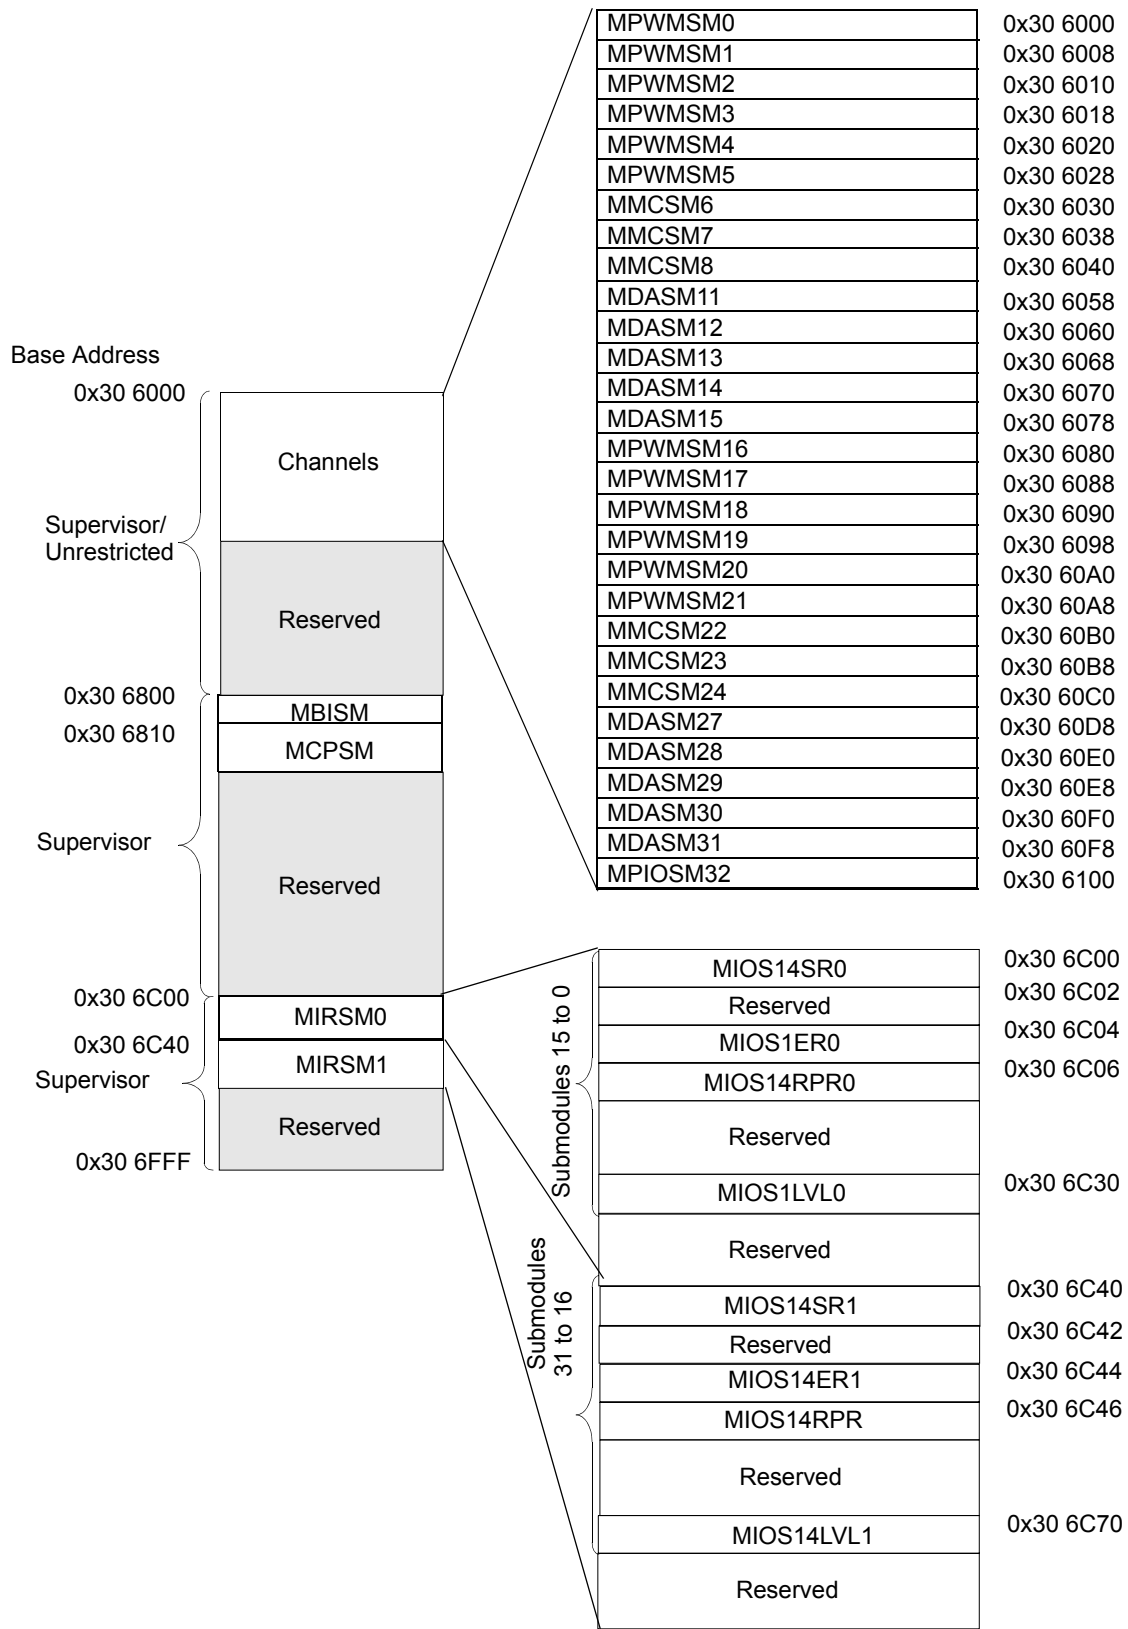 MPWMSM0 0x30 6000
MPWMSM1 0x30 6008
MPWMSM2 0x30 6010
MPWMSM3 0x30 6018
MPWMSM4 0x30 6020
MPWMSM5 0x30 6028
MMCSM6 0x30 6030
MMCSM7 0x30 6038
MMCSM8 0x30 6040
MDASM11 0x30 6058
MDASM12 0x30 6060
MDASM13 0x30 6068
MDASM14 0x30 6070
MDASM15 0x30 6078
MPWMSM16 0x30 6080
MPWMSM17 0x30 6088
MPWMSM18 0x30 6090
MPWMSM19 0x30 6098
MPWMSM20 0x30 60A0
MPWMSM21 0x30 60A8
MMCSM22 0x30 60B0
MMCSM23 0x30 60B8
MMCSM24 0x30 60C0
MDASM27 0x30 60D8
MDASM28 0x30 60E0
MDASM29 0x30 60E8
MDASM30 0x30 60F0
MDASM31 0x30 60F8
MPIOSM32 0x30 6100
Base Address
0x30 6000
Channels
Supervisor/
Unrestricted
Reserved
0x30 6800
MBISM
0x30 6810
MCPSM
Supervisor
Reserved
0x30 6C00
MIRSM0
0x30 6C40
MIRSM1
Supervisor
Reserved
0x30 6FFF
Submodules 15 to 0
MIOS14SR0 0x30 6C00
Reserved 0x30 6C02
MIOS1ER0 0x30 6C04
MIOS14RPR0 0x30 6C06
Reserved
MIOS1LVL0 0x30 6C30
Reserved
Submodules
31 to 16
MIOS14SR1 0x30 6C40
Reserved 0x30 6C42
MIOS14ER1 0x30 6C44
MIOS14RPR 0x30 6C46
Reserved
MIOS14LVL1 0x30 6C70
Reserved